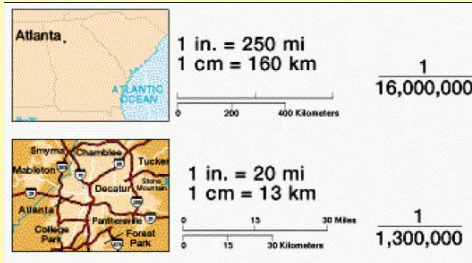 Atlanta
1 in. = 250 mi
1 cm = 160 km
1
16,000,000
ATLANTIC
OCEAN
0 200 400 Kilometers
Smyrna Chamblee
Tucker
Mableton
Decatur Stone
Mountain
Atlanta
Panthersville
College
Park
Forest
Park
1 in. = 20 mi
1 cm = 13 km
0 15 30 Miles
0 15 30 Kilometers
1
1,300,000